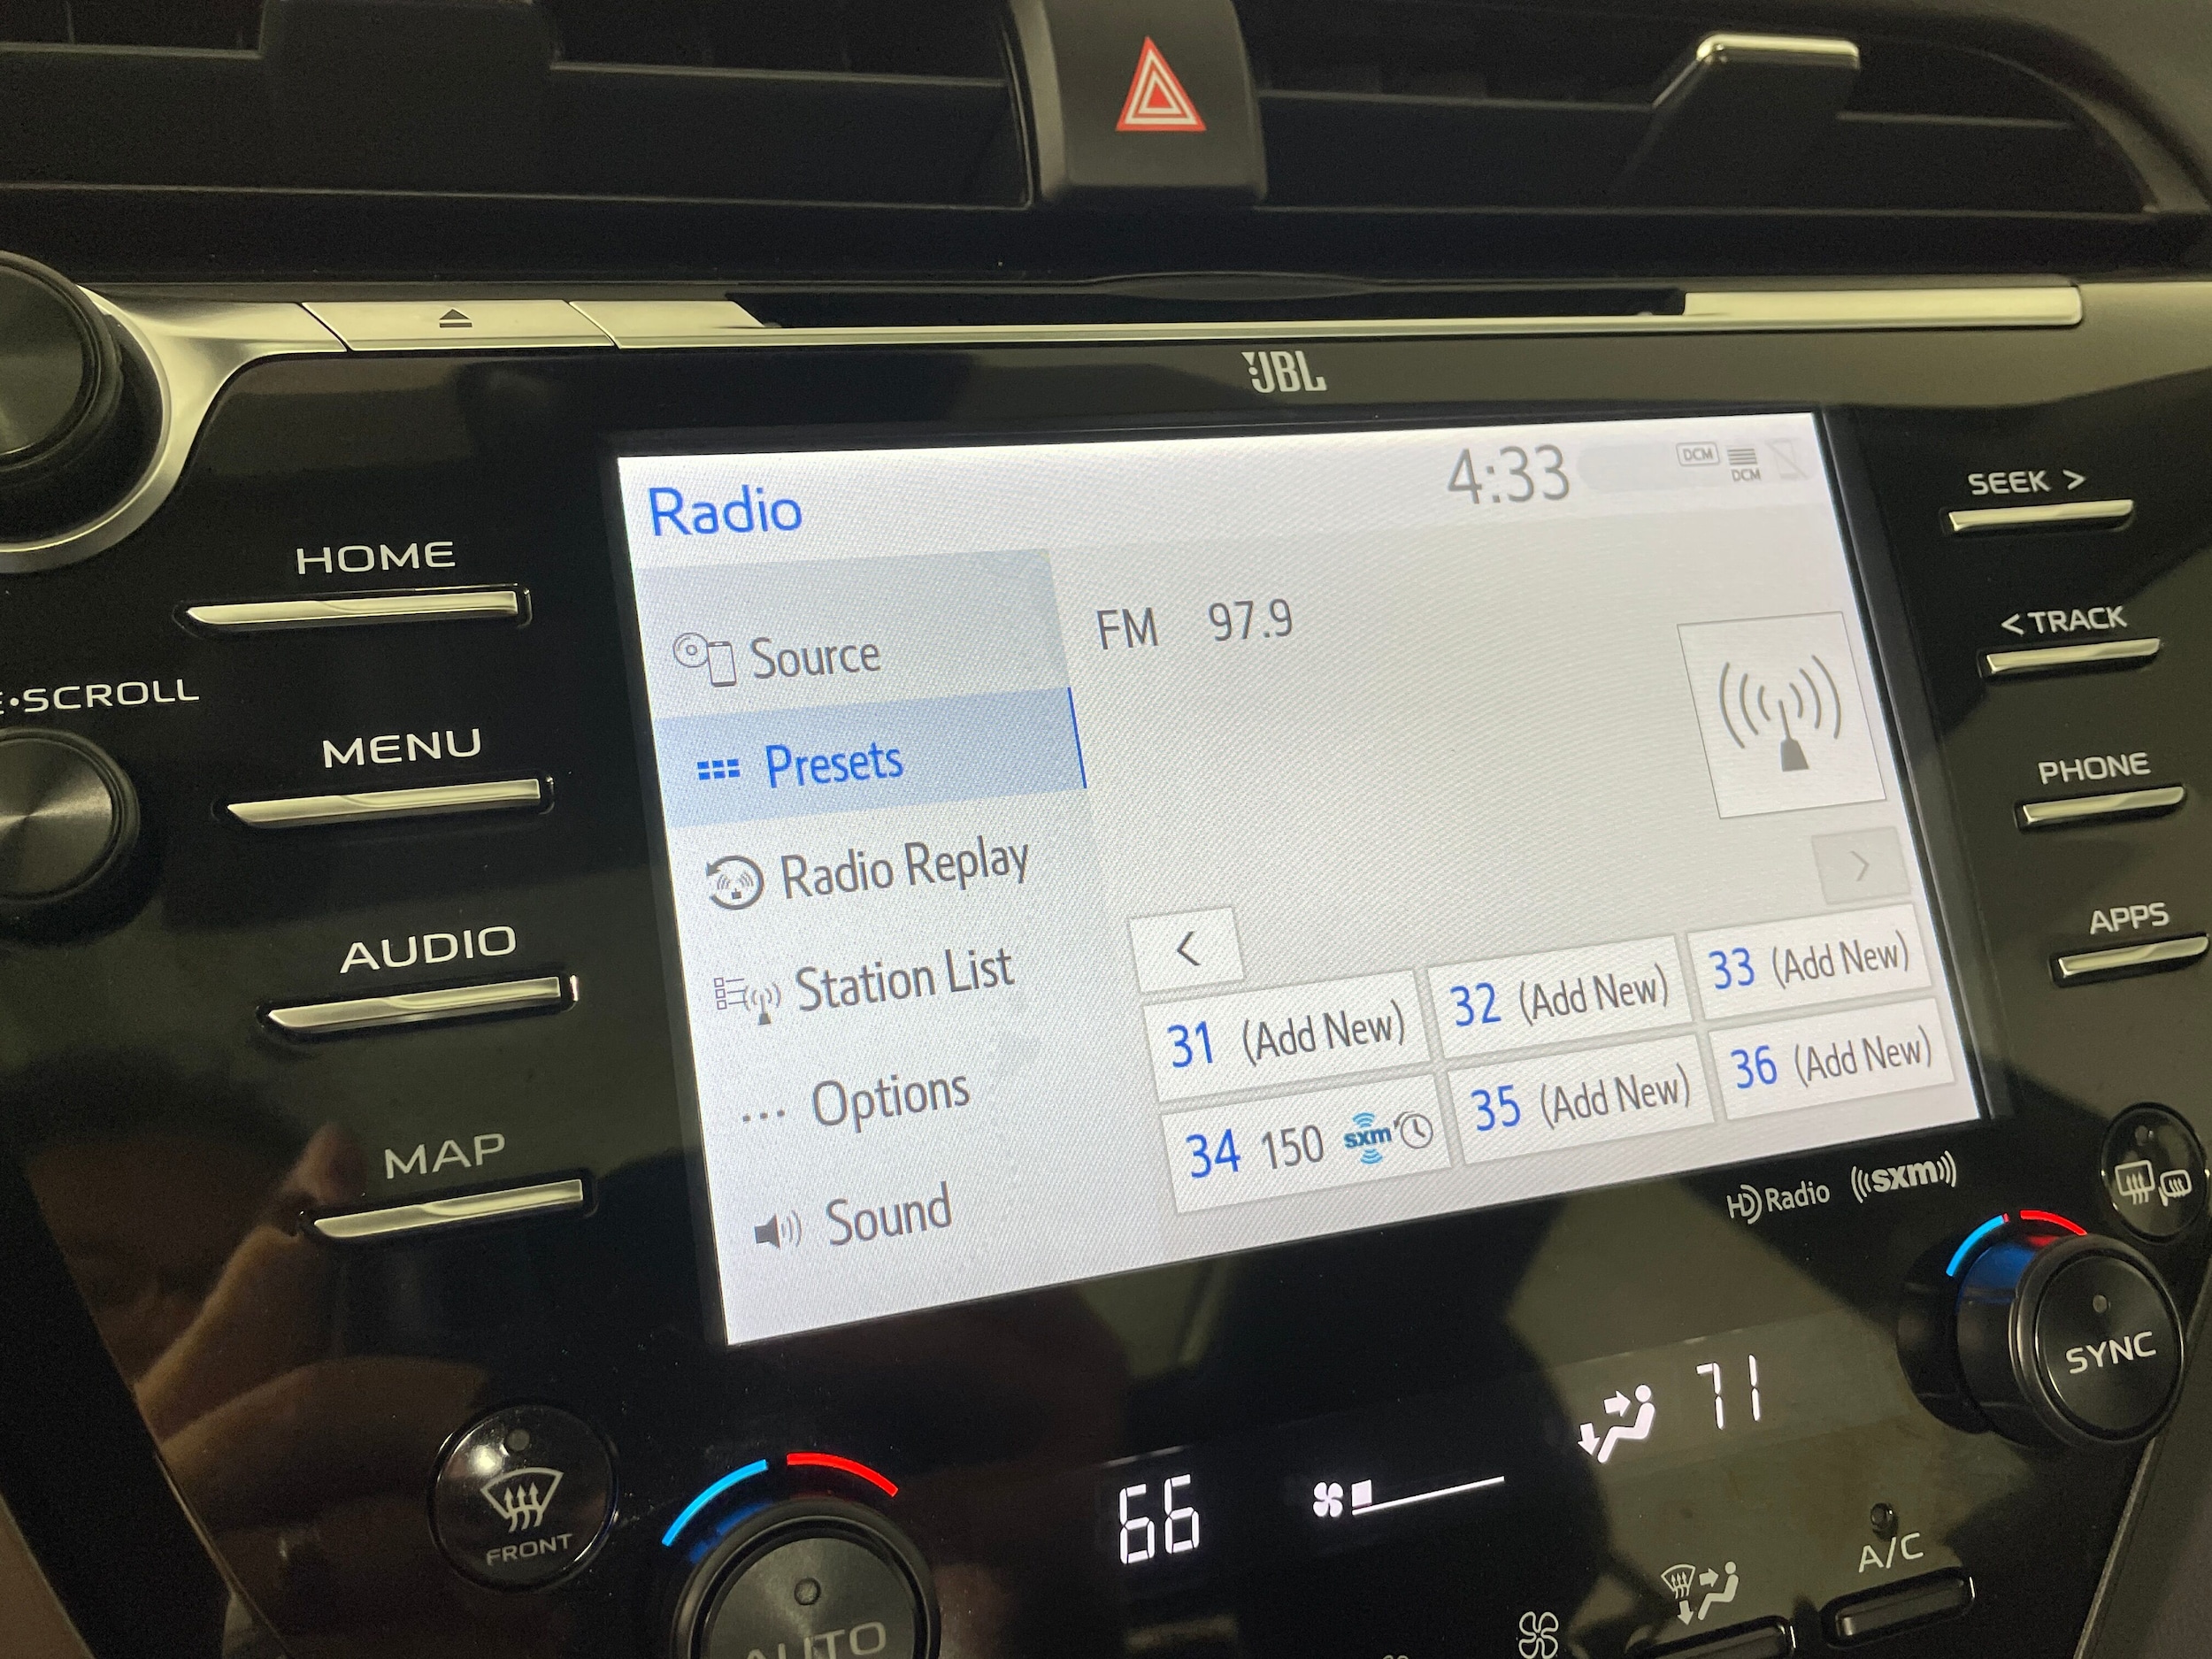 JBL
Radio
4:33
DCM
DCM
SEEK >
HOME
Source
FM 97.9
< TRACK
E•SCROLL
MENU
Presets
PHONE
Radio Replay
APPS
AUDIO
Station List
31 (Add New)
32 (Add New)
33 (Add New)
Options
34 150 sxm
35 (Add New)
36 (Add New)
MAP
Sound
HD Radio
((sxm))
SYNC
71
66
FRONT
A/C
AUTO